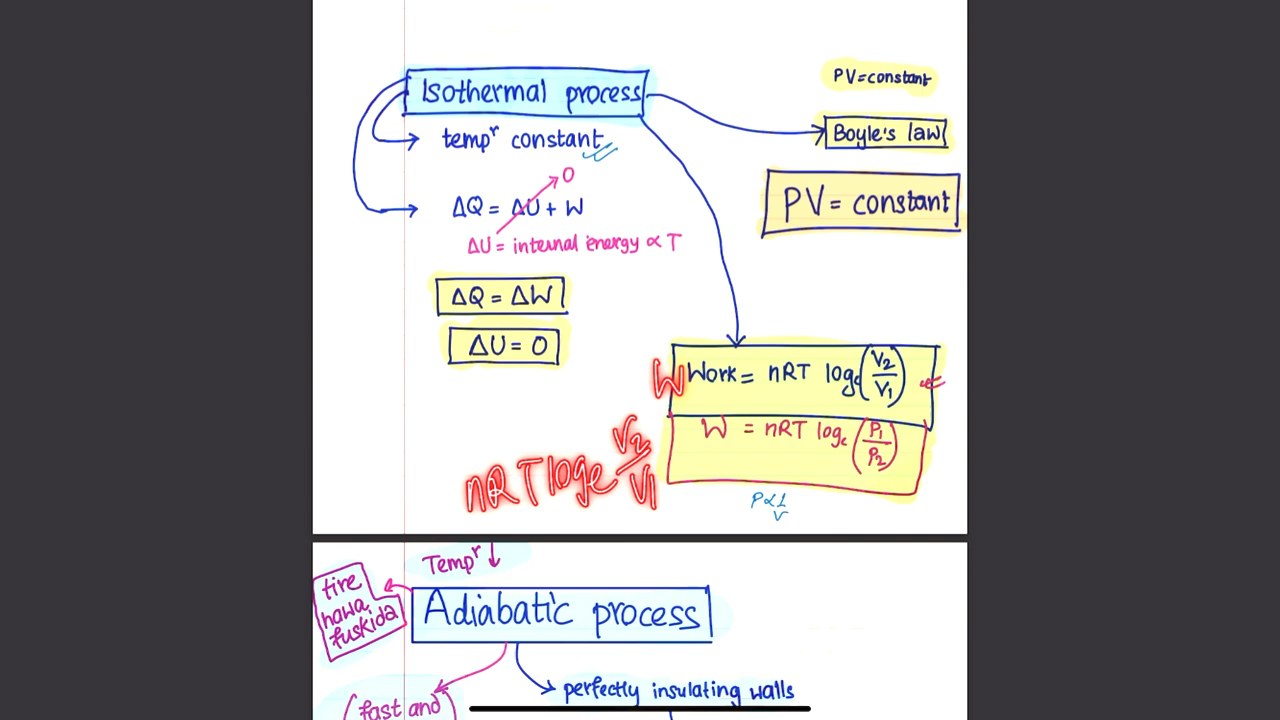 PV=constant
Isothermal process
Boyle's law
tempʳ constant
0
PV = constant
ΔQ = ΔU + W
ΔU = internal energy ∝ T
ΔQ = ΔW
ΔU = 0
W Work = nRT logₑ(V₂/V₁)
W = nRT logₑ(P₁/P₂)
nRT loge V₂/V₁
P∝1/V
Tempʳ ↓
tire
hawa
fuskida
Adiabatic process
perfectly insulating walls
(fast and)